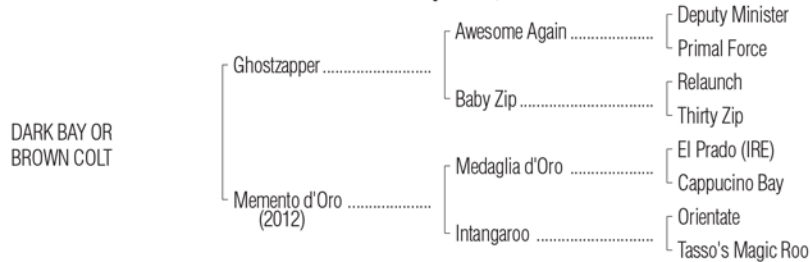 Deputy Minister
Awesome Again ....................
Primal Force
Ghostzapper..........................
Relaunch
Baby Zip ................................
Thirty Zip
DARK BAY OR
BROWN COLT
El Prado (IRE)
Medaglia d'Oro ....................
Cappucino Bay
Memento d'Oro ....................
(2012)
Orientate
Intangaroo ............................
Tasso's Magic Roo